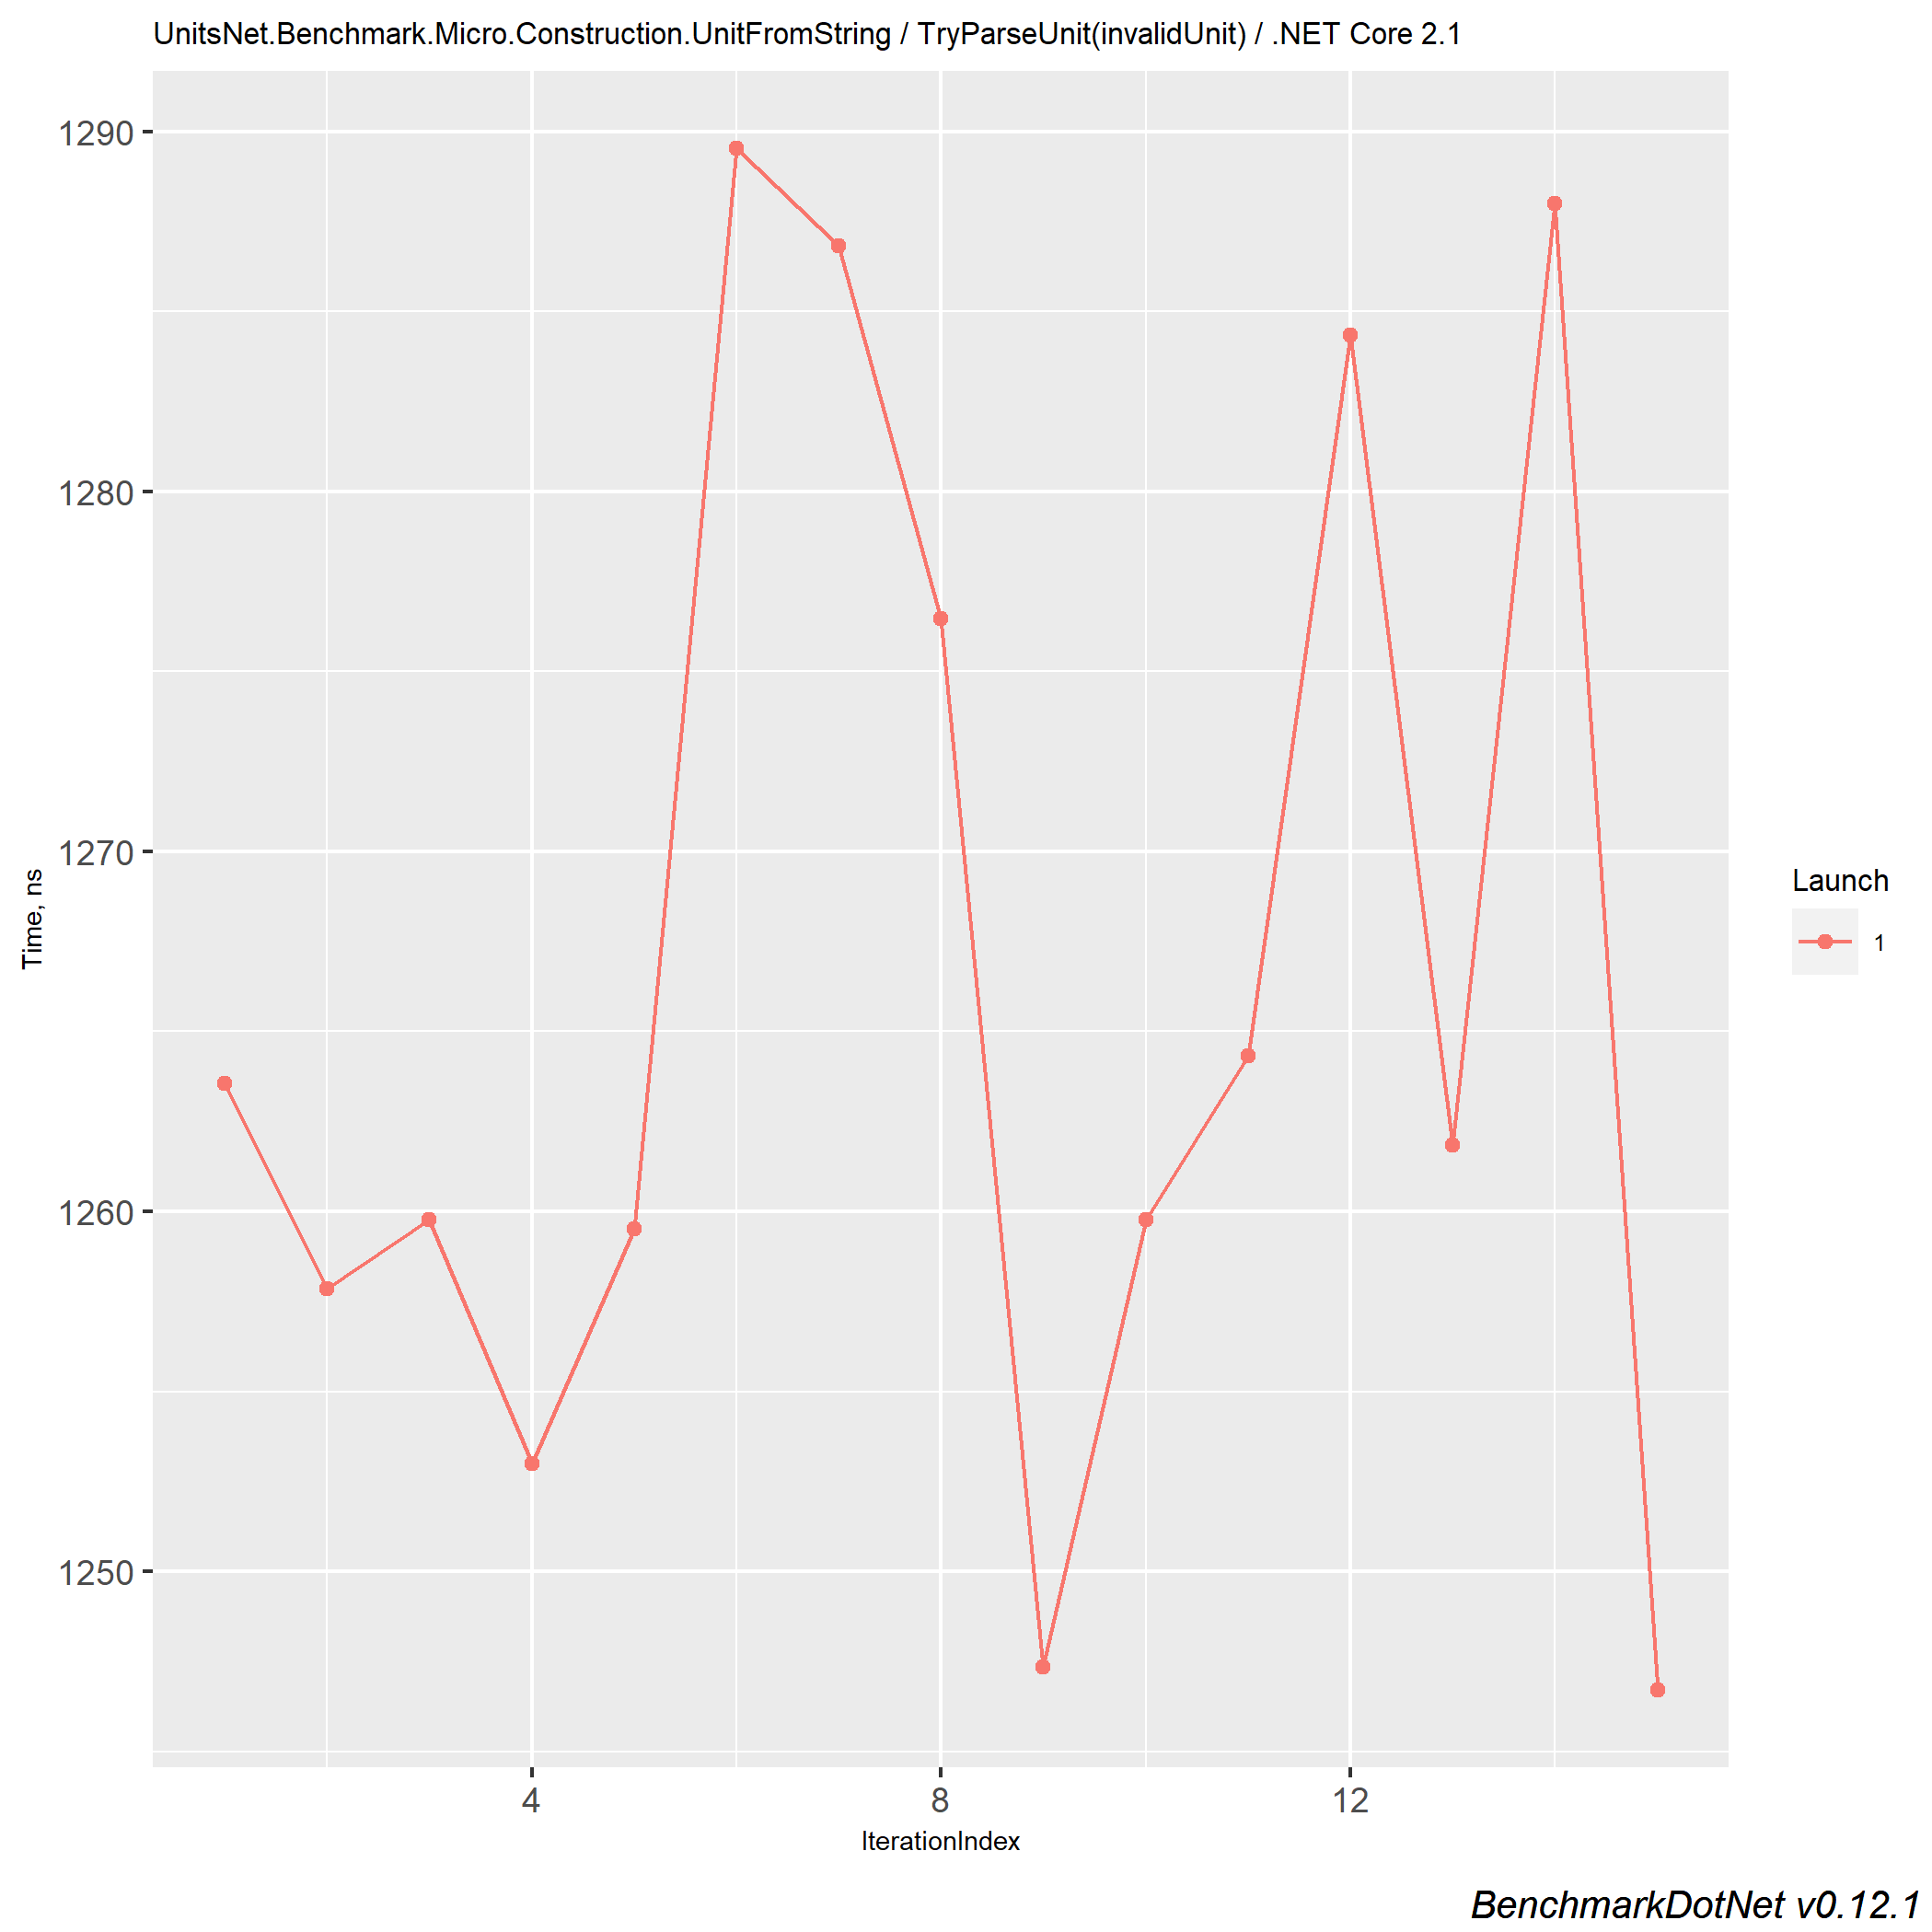 UnitsNet.Benchmark.Micro.Construction.UnitFromString / TryParseUnit(invalidUnit) / .NET Core 2.1
1290
1280
1270
1260
1250
Time, ns
4
8
12
IterationIndex
Launch
1
BenchmarkDotNet v0.12.1